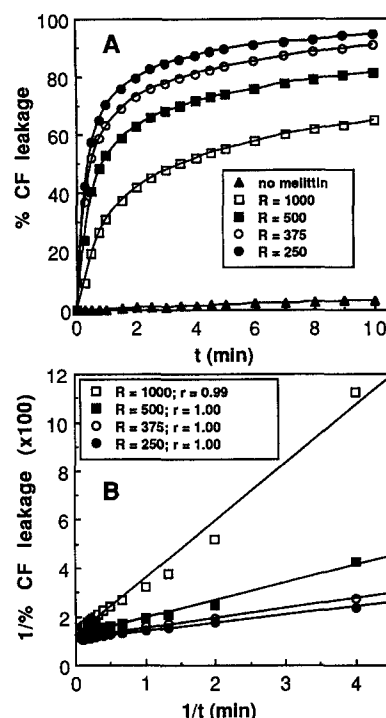 A
100
80
60
40
20
0
% CF leakage
▲ no melittin
□ R = 1000
■ R = 500
○ R = 375
● R = 250
0 2 4 6 8 10
t (min)
12
10
8
6
4
2
0
1/% CF leakage (x100)
□ R = 1000; r = 0.99
■ R = 500; r = 1.00
○ R = 375; r = 1.00
● R = 250; r = 1.00
B
0 1 2 3 4
1/t (min)